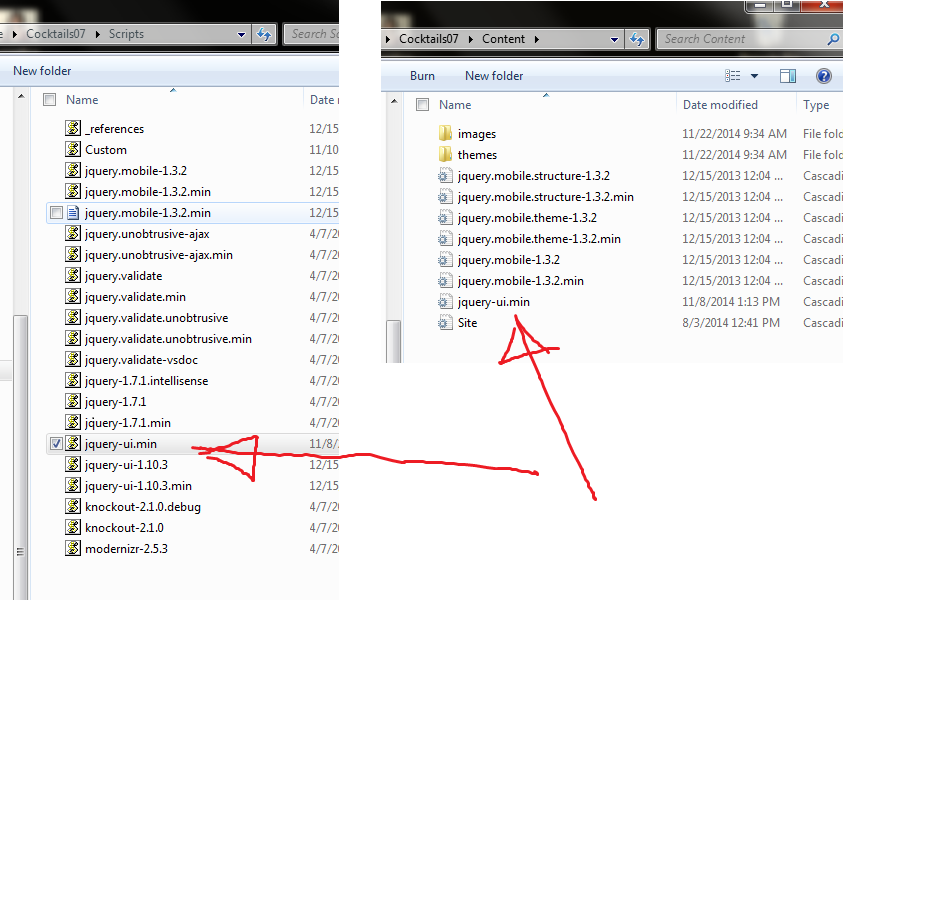 e ▸ Cocktails07 ▸ Scripts
Search Sc
New folder
Name Date r
_references 12/15
Custom 11/10
jquery.mobile-1.3.2 12/15
jquery.mobile-1.3.2.min 12/15
jquery.mobile-1.3.2.min 12/15
jquery.unobtrusive-ajax 4/7/20
jquery.unobtrusive-ajax.min 4/7/20
jquery.validate 4/7/20
jquery.validate.min 4/7/20
jquery.validate.unobtrusive 4/7/20
jquery.validate.unobtrusive.min 4/7/20
jquery.validate-vsdoc 4/7/20
jquery-1.7.1.intellisense 4/7/20
jquery-1.7.1 4/7/20
jquery-1.7.1.min 4/7/20
jquery-ui.min 11/8/
jquery-ui-1.10.3 12/15
jquery-ui-1.10.3.min 12/15
knockout-2.1.0.debug 4/7/20
knockout-2.1.0 4/7/20
modernizr-2.5.3 4/7/20
▸ Cocktails07 ▸ Content ▸
Search Content
Burn New folder
Name Date modified Type
images 11/22/2014 9:34 AM File fold
themes 11/22/2014 9:34 AM File fold
jquery.mobile.structure-1.3.2 12/15/2013 12:04 ... Cascadi
jquery.mobile.structure-1.3.2.min 12/15/2013 12:04 ... Cascadi
jquery.mobile.theme-1.3.2 12/15/2013 12:04 ... Cascadi
jquery.mobile.theme-1.3.2.min 12/15/2013 12:04 ... Cascadi
jquery.mobile-1.3.2 12/15/2013 12:04 ... Cascadi
jquery.mobile-1.3.2.min 12/15/2013 12:04 ... Cascadi
jquery-ui.min 11/8/2014 1:13 PM Cascadi
Site 8/3/2014 12:41 PM Cascadi